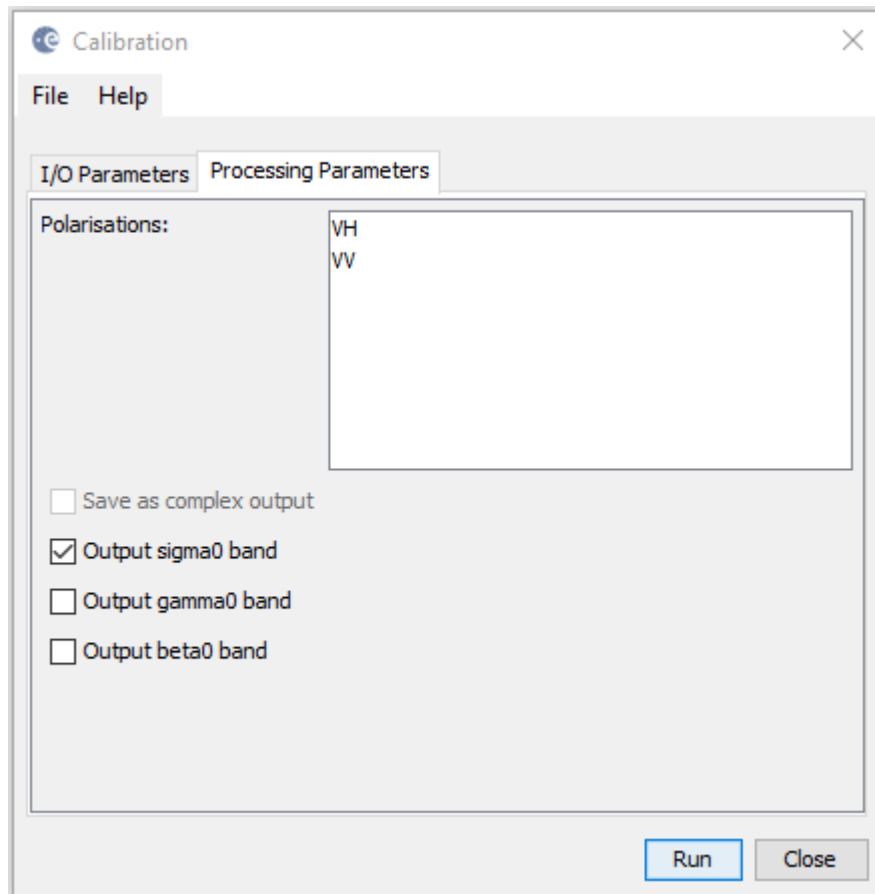 Calibration
File Help
I/O Parameters Processing Parameters
Polarisations: VH
VV
Save as complex output
Output sigma0 band
Output gamma0 band
Output beta0 band
Run Close